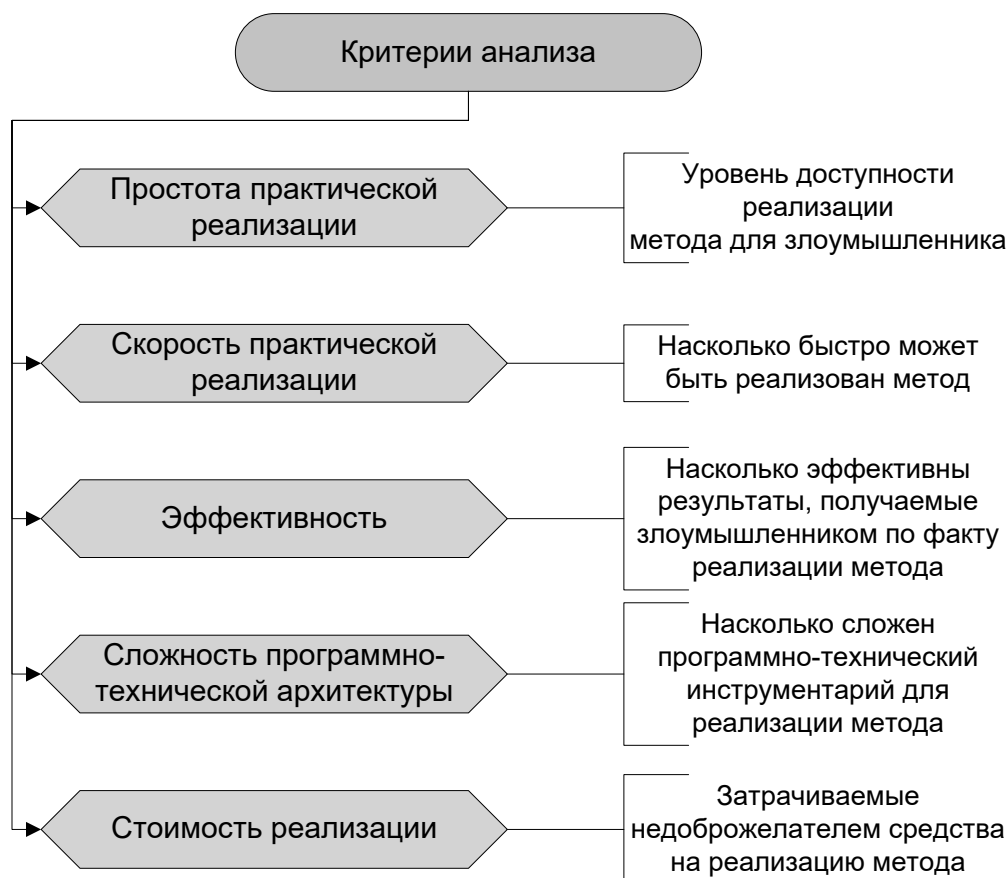 Критерии анализа
Простота практической
реализации
Уровень доступности
реализации
метода для злоумышленника
Скорость практической
реализации
Насколько быстро может
быть реализован метод
Эффективность
Насколько эффективны
результаты, получаемые
злоумышленником по факту
реализации метода
Сложность программно-
технической архитектуры
Насколько сложен
программно-технический
инструментарий для
реализации метода
Стоимость реализации
Затрачиваемые
недоброжелателем средства
на реализацию метода